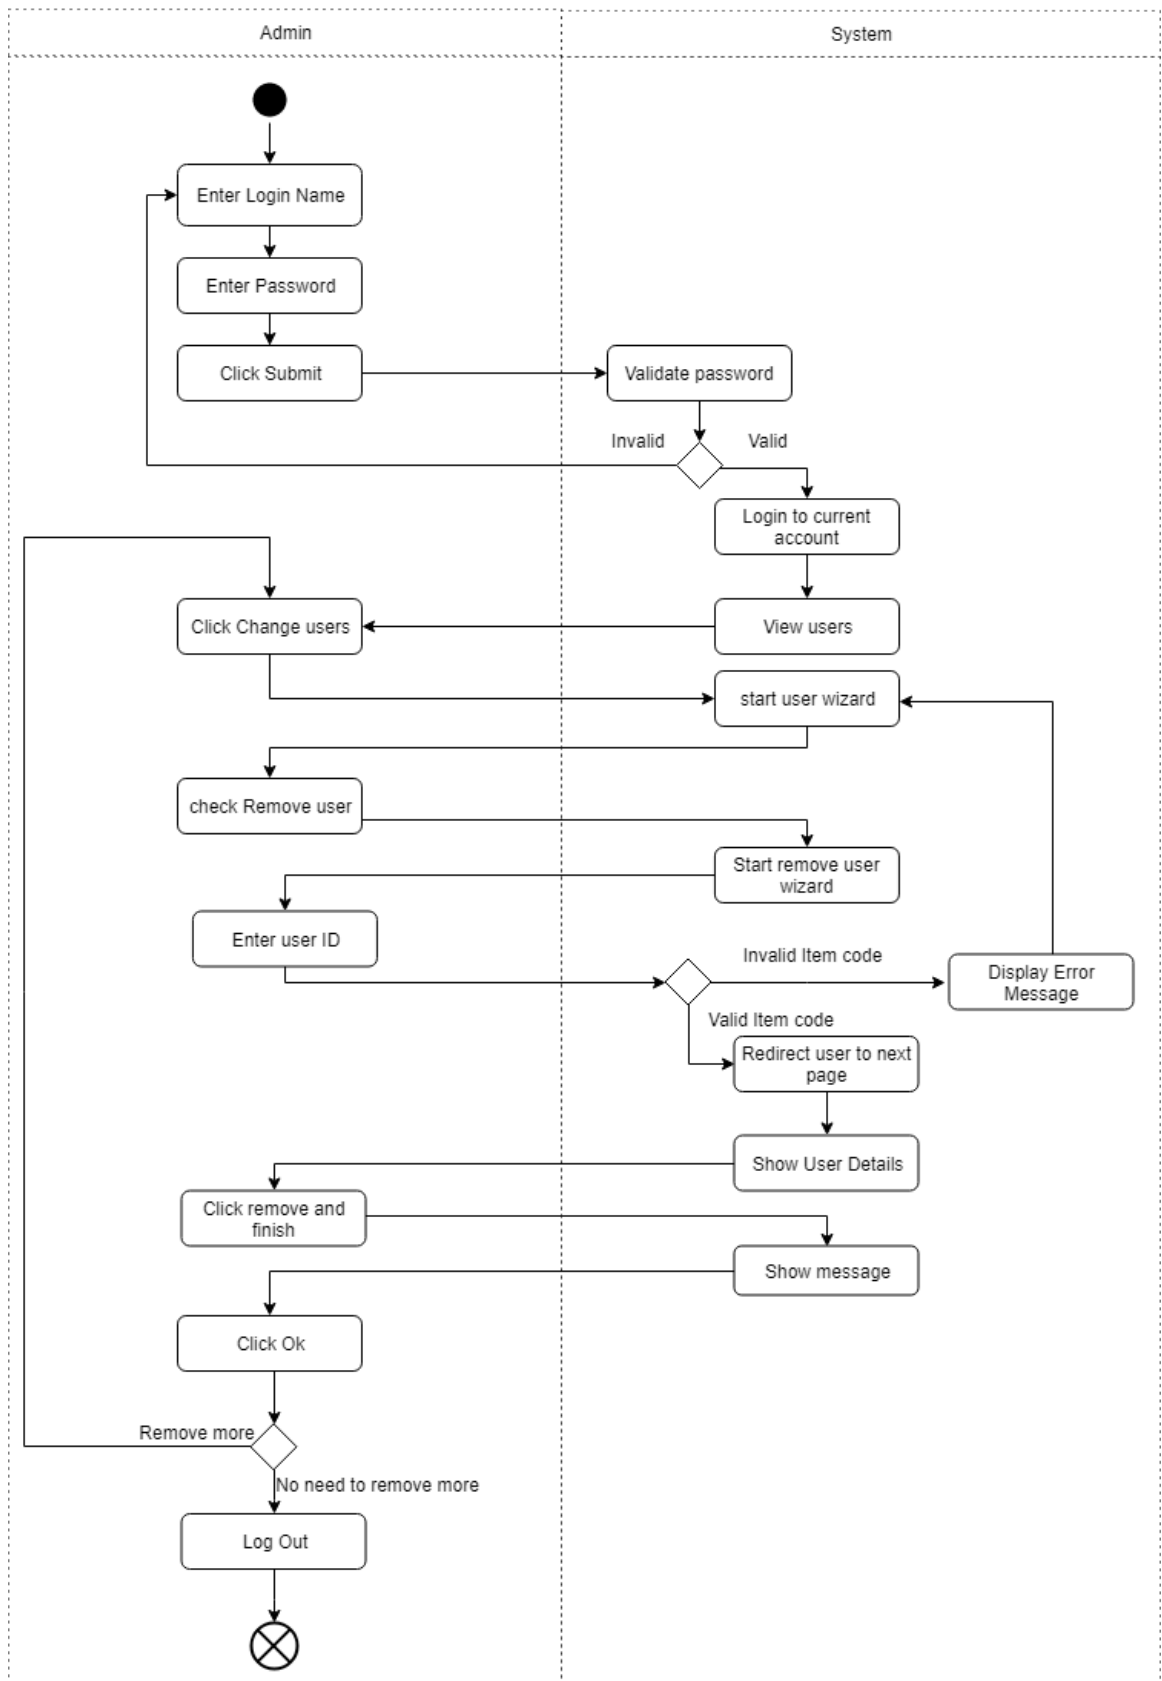 Admin
System
Enter Login Name
Enter Password
Click Submit
Validate password
Invalid
Valid
Login to current
account
Click Change users
View users
start user wizard
check Remove user
Start remove user
wizard
Enter user ID
Invalid Item code
Display Error
Message
Valid Item code
Redirect user to next
page
Show User Details
Click remove and
finish
Show message
Click Ok
Remove more
No need to remove more
Log Out